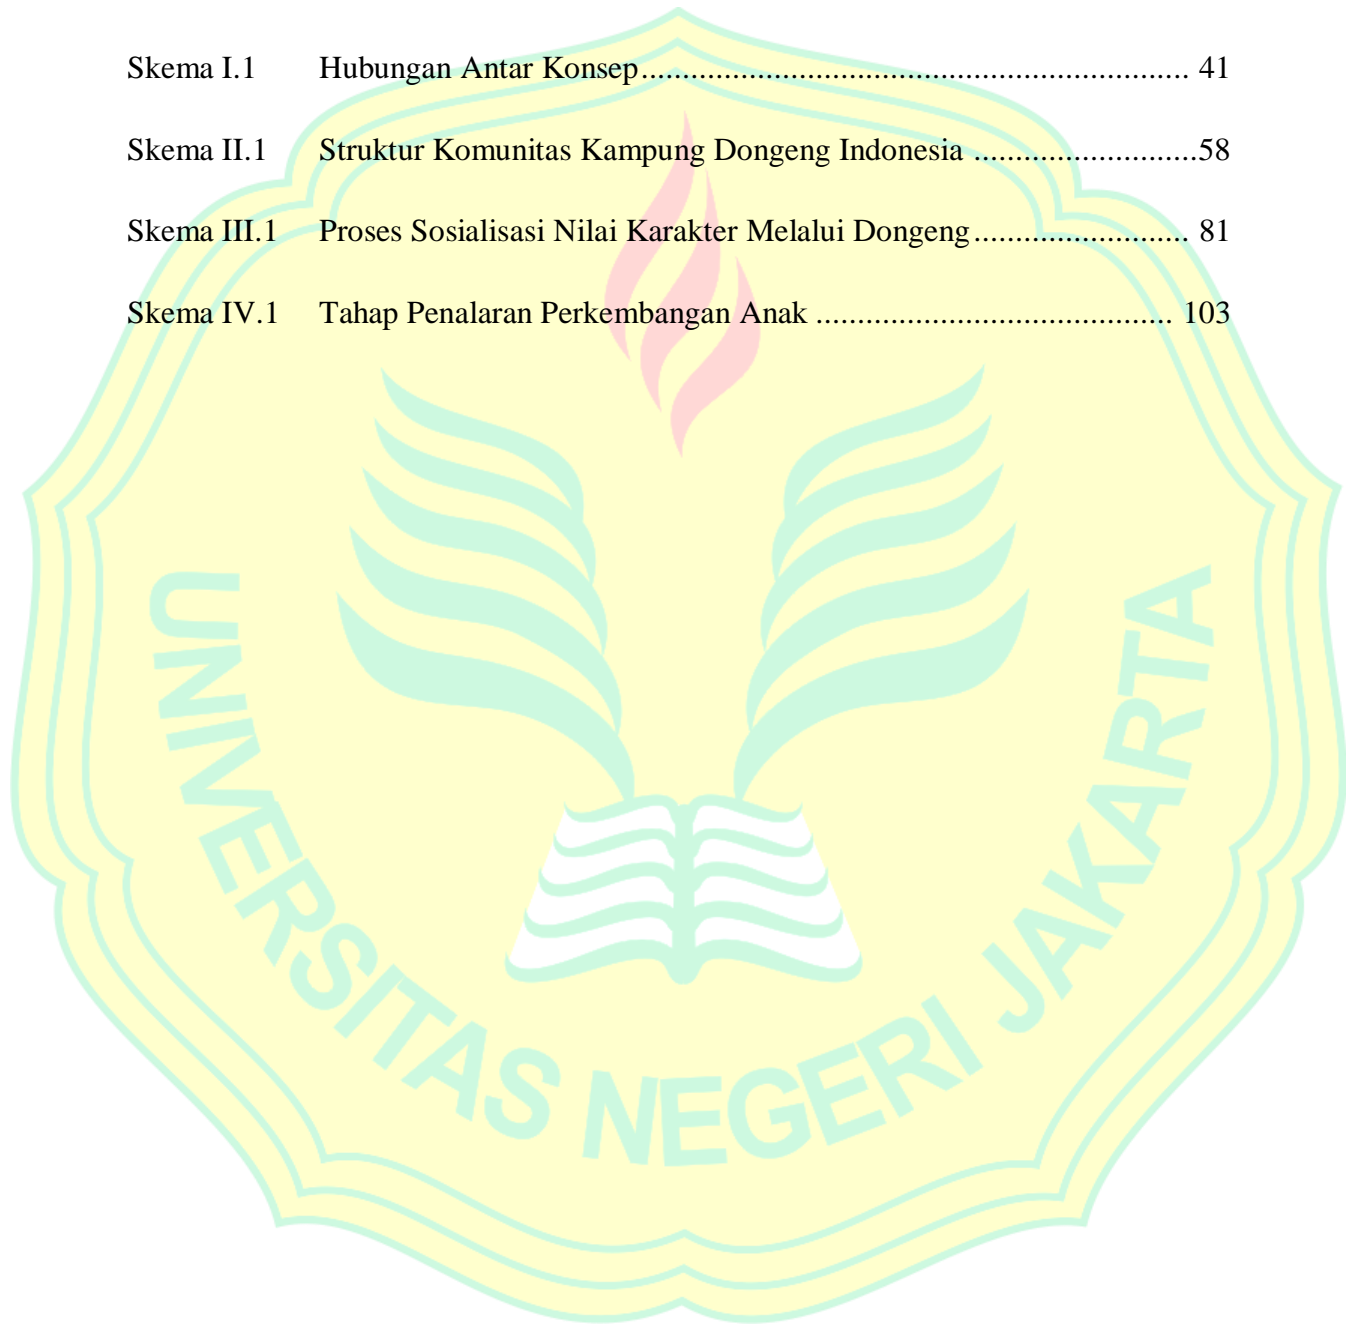 Skema I.1 Hubungan Antar Konsep.................................................................. 41
Skema II.1 Struktur Komunitas Kampung Dongeng Indonesia ...........................58
Skema III.1 Proses Sosialisasi Nilai Karakter Melalui Dongeng.......................... 81
Skema IV.1 Tahap Penalaran Perkembangan Anak ........................................... 103
UNIVERSITAS NEGERI JAKARTA